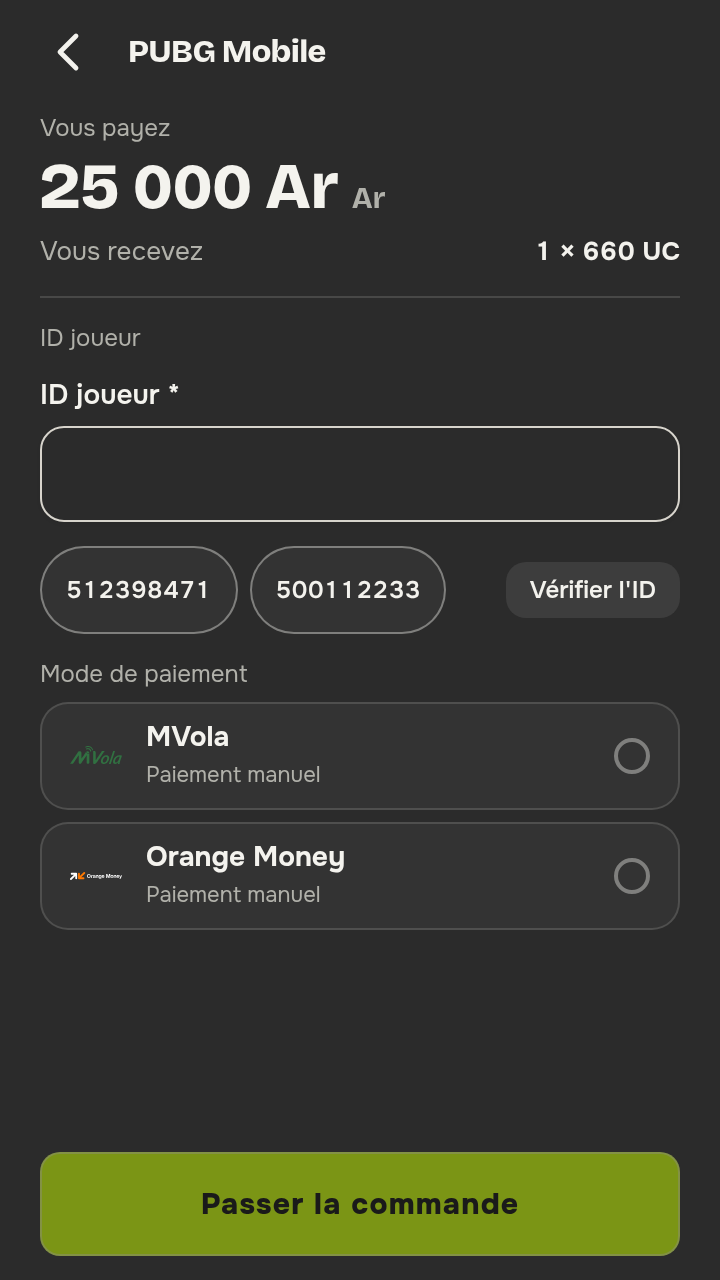 PUBG Mobile
Vous payez
25 000 Ar Ar
Vous recevez 1 × 660 UC
ID joueur
ID joueur *
512398471 500112233 Vérifier l'ID
Mode de paiement
MVola
MVola
Paiement manuel
Orange Money
Orange Money
Paiement manuel
Passer la commande